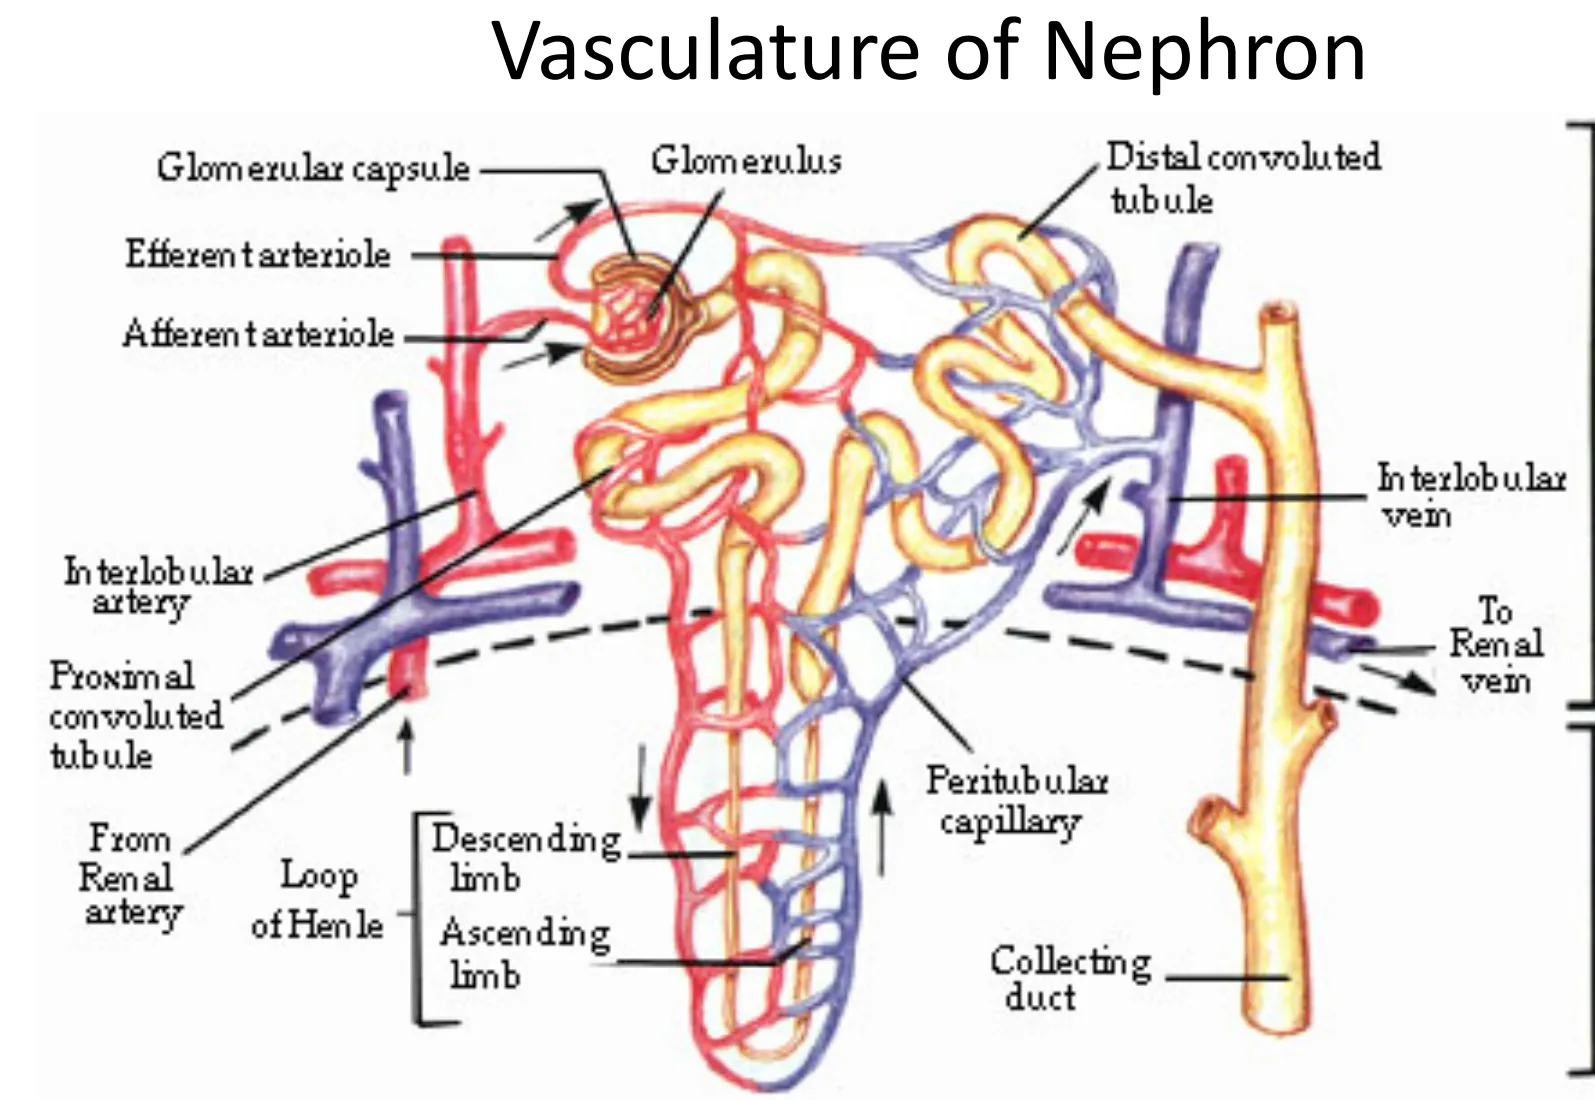 Vasculature of Nephron
Glomerular capsule
Glomerulus
Distal convoluted
tubule
Efferent arteriole
Afferent arteriole
Interlobular
vein
Interlobular
artery
To
Renal
vein
Proximal
convoluted
tubule
Peritubular
capillary
From
Renal
artery
Loop
of Henle
Descending
limb
Ascending
limb
Collecting
duct